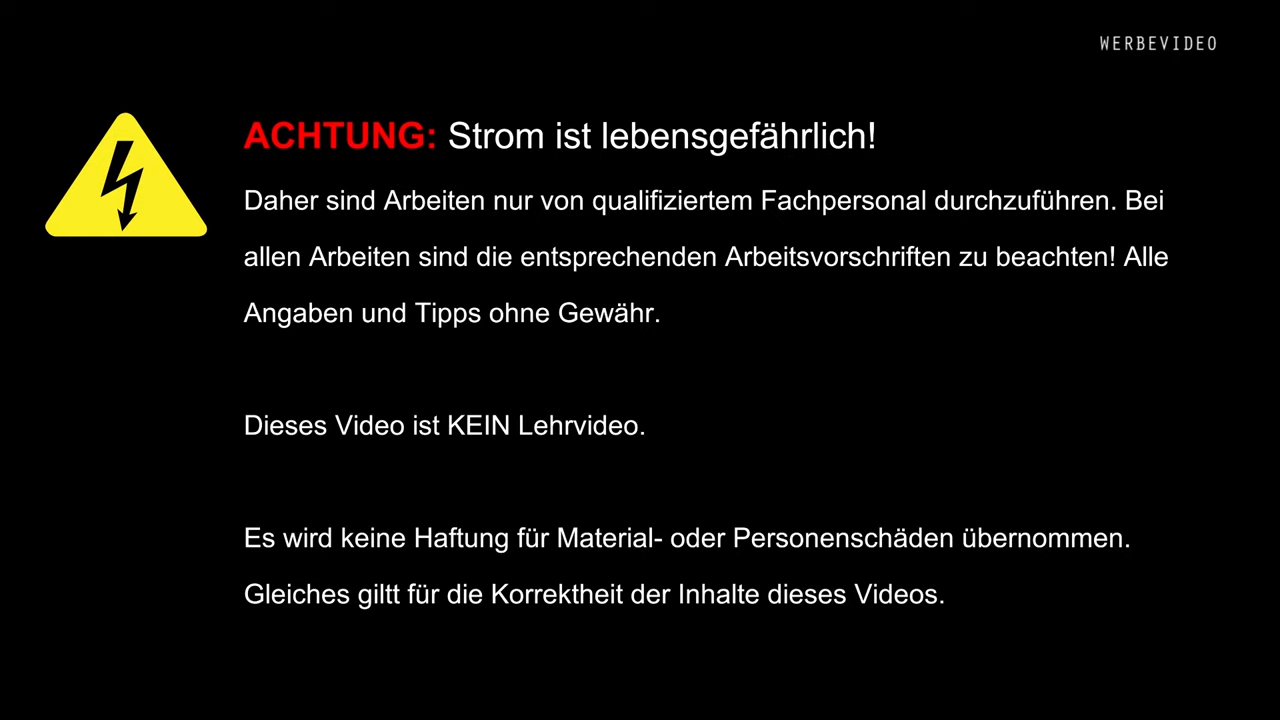 WERBEVIDEO
ACHTUNG: Strom ist lebensgefährlich!
Daher sind Arbeiten nur von qualifiziertem Fachpersonal durchzuführen. Bei
allen Arbeiten sind die entsprechenden Arbeitsvorschriften zu beachten! Alle
Angaben und Tipps ohne Gewähr.
Dieses Video ist KEIN Lehrvideo.
Es wird keine Haftung für Material- oder Personenschäden übernommen.
Gleiches giltt für die Korrektheit der Inhalte dieses Videos.